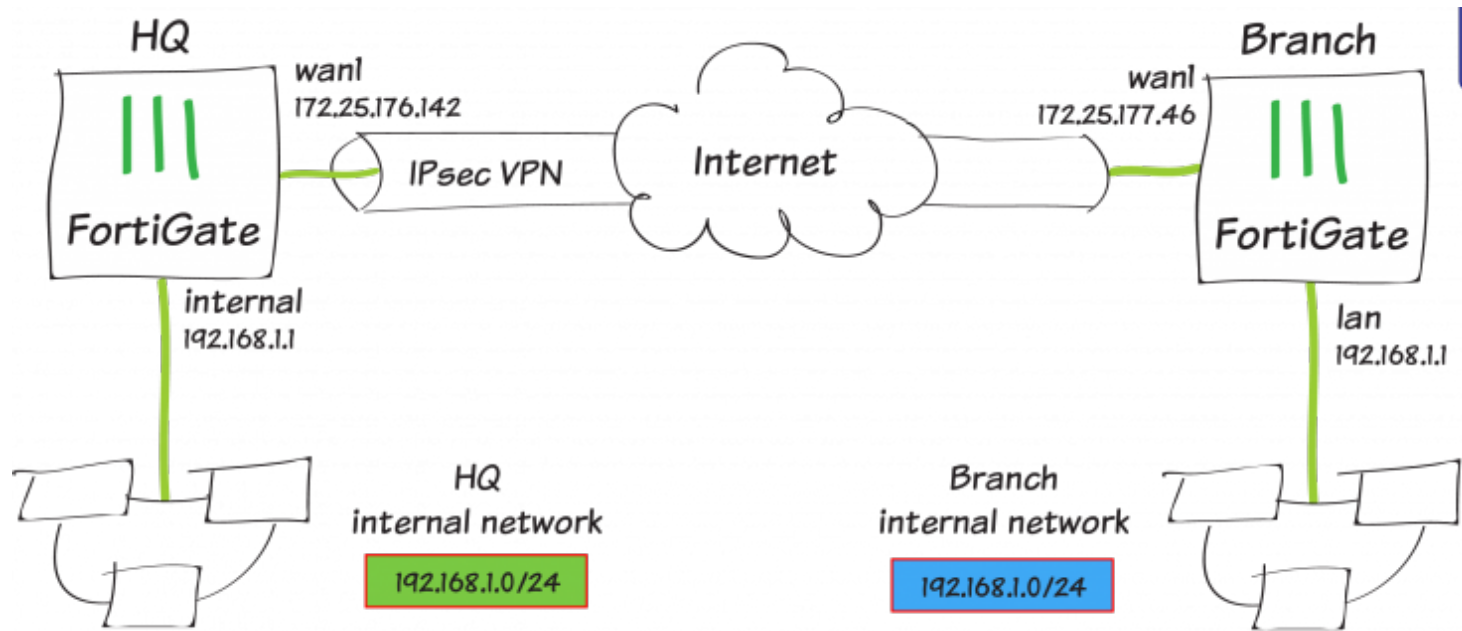 HQ
wan1
172.25.176.142
IPsec VPN
FortiGate
internal
192.168.1.1
Internet
Branch
wan1
172.25.177.46
FortiGate
lan
192.168.1.1
HQ
internal network
192.168.1.0/24
Branch
internal network
192.168.1.0/24